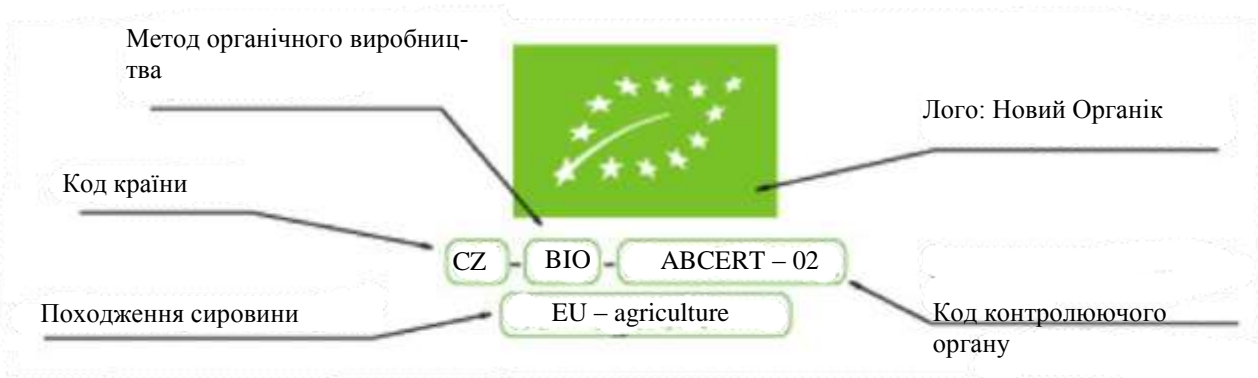 Метод органічного виробниц-
тва
Лого: Новий Органік
Код країни
CZ - BIO - ABCERT – 02
Походження сировини
EU – agriculture
Код контролюючого
органу